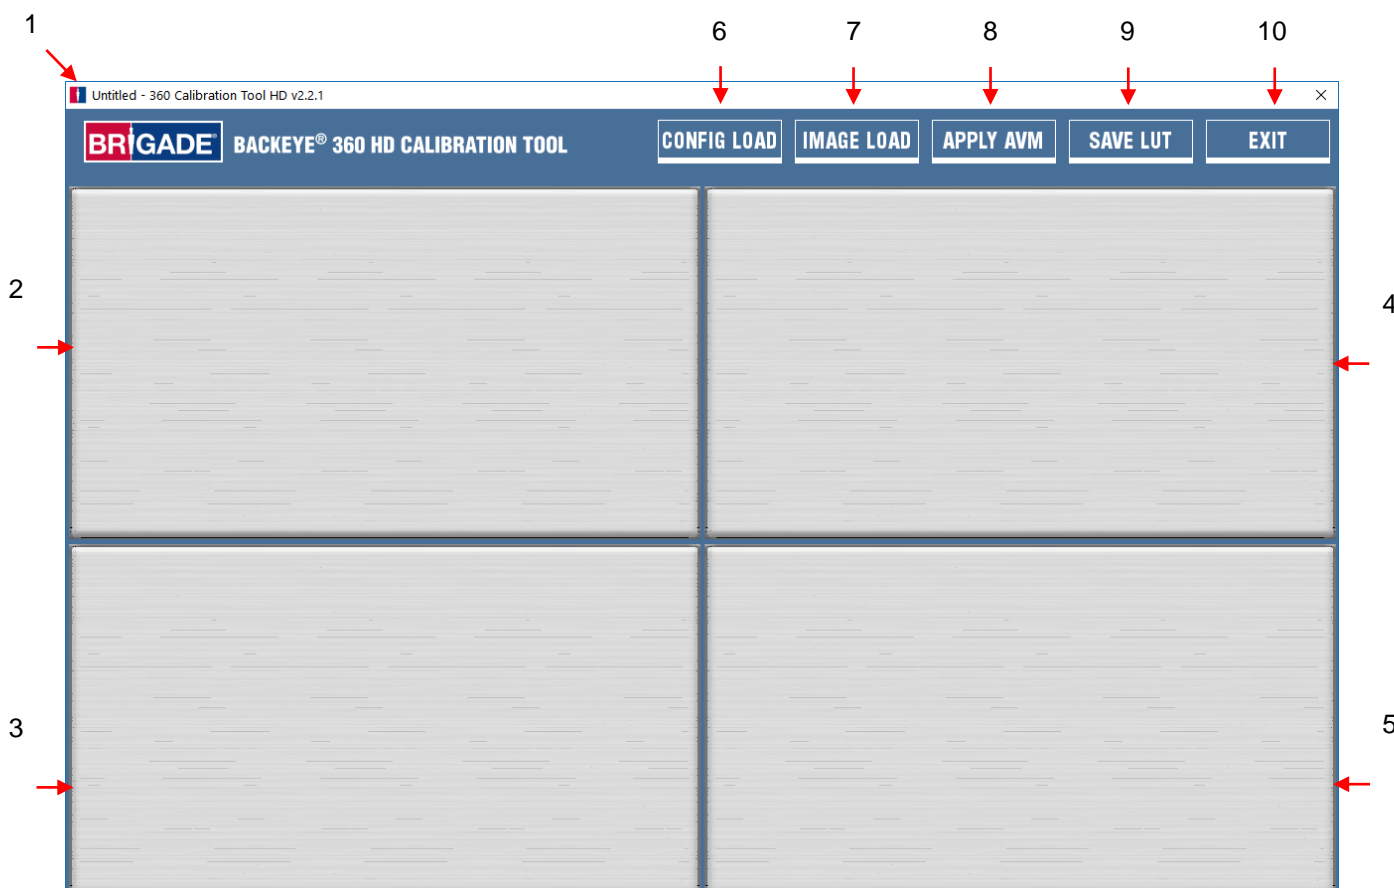 1
6 7 8 9 10
Untitled - 360 Calibration Tool HD v2.2.1
BRIGADE BACKEYE® 360 HD CALIBRATION TOOL CONFIG LOAD IMAGE LOAD APPLY AVM SAVE LUT EXIT
2
4
3
5